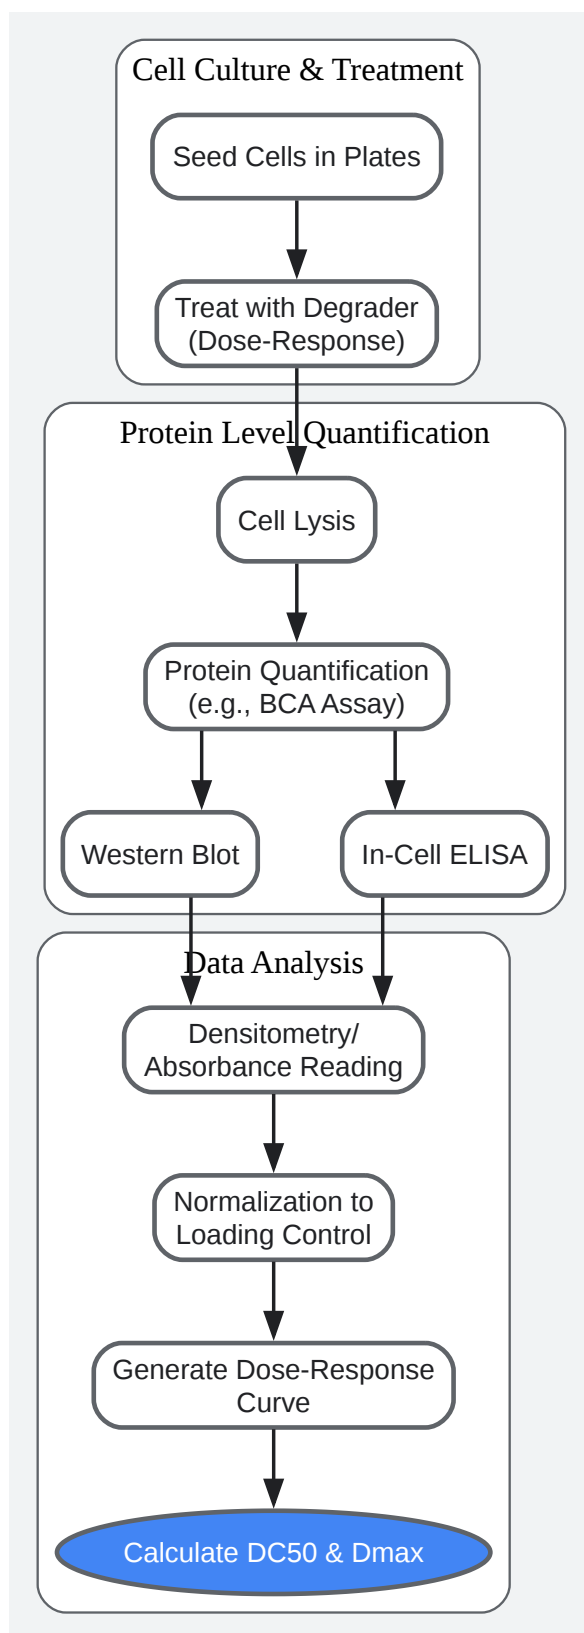 Cell Culture & Treatment
Seed Cells in Plates
Treat with Degrader
(Dose-Response)
Protein Level Quantification
Cell Lysis
Protein Quantification
(e.g., BCA Assay)
Western Blot
In-Cell ELISA
Data Analysis
Densitometry/
Absorbance Reading
Normalization to
Loading Control
Generate Dose-Response
Curve
Calculate DC50 & Dmax